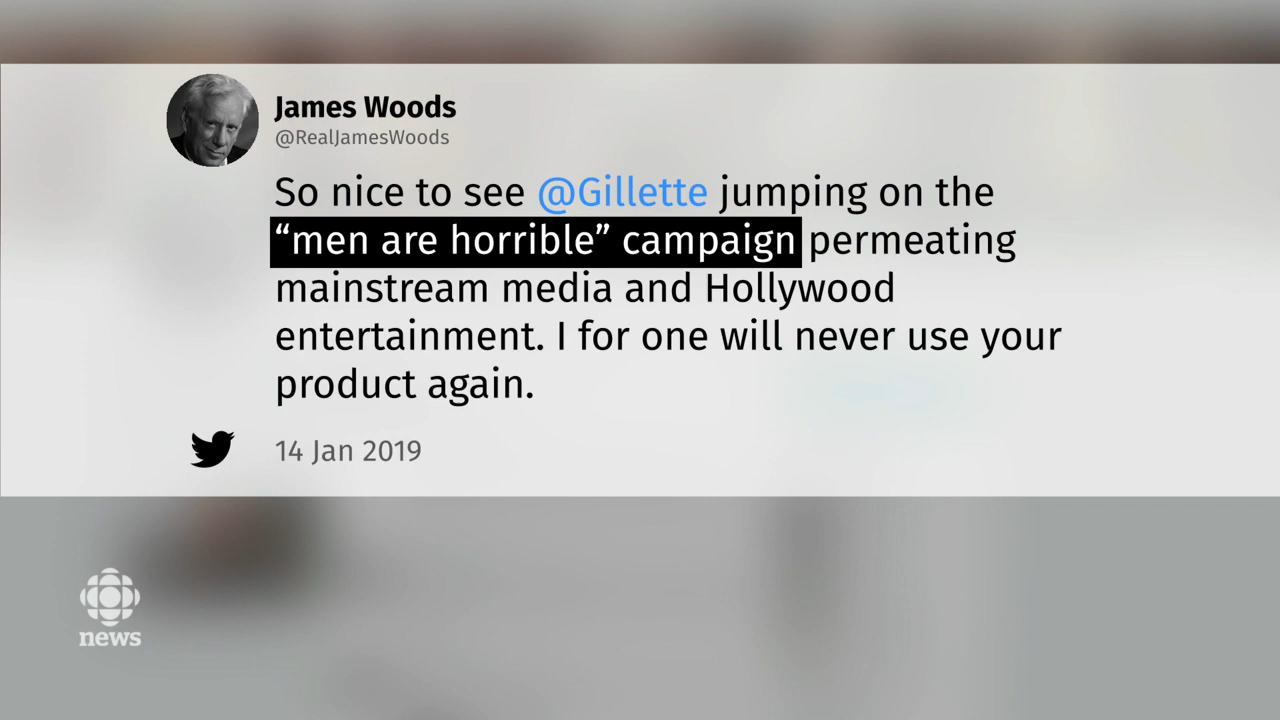 James Woods
@RealJamesWoods
So nice to see @Gillette jumping on the
“men are horrible” campaign permeating
mainstream media and Hollywood
entertainment. I for one will never use your
product again.
14 Jan 2019
news